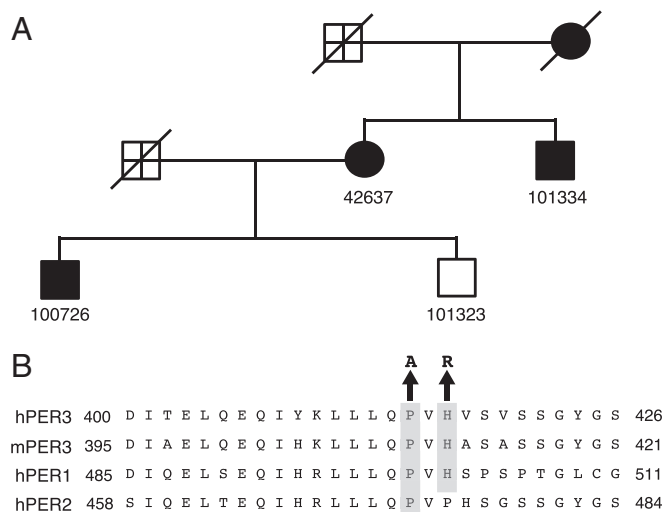 A
42637
101334
100726
101323
B
A R
hPER3 400 D I T E L Q E Q I Y K L L L Q P V H V S V S S G Y G S 426
mPER3 395 D I A E L Q E Q I H K L L L Q P V H A S A S S G Y G S 421
hPER1 485 D I Q E L S E Q I H R L L L Q P V H S P S P T G L C G 511
hPER2 458 S I Q E L T E Q I H R L L L Q P V P H S G S S G Y G S 484